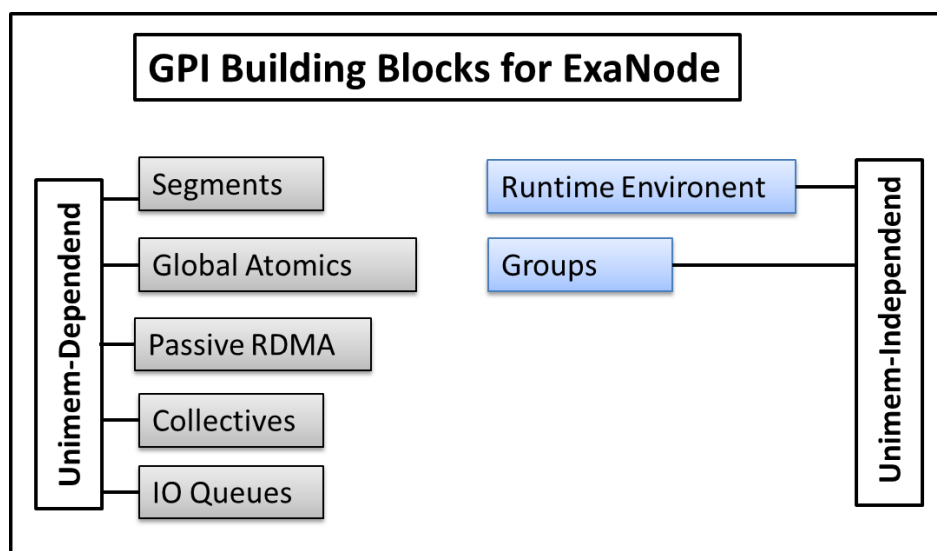 GPI Building Blocks for ExaNode
Unimem-Dependend
Segments
Global Atomics
Passive RDMA
Collectives
IO Queues
Runtime Environent
Groups
Unimem-Independend